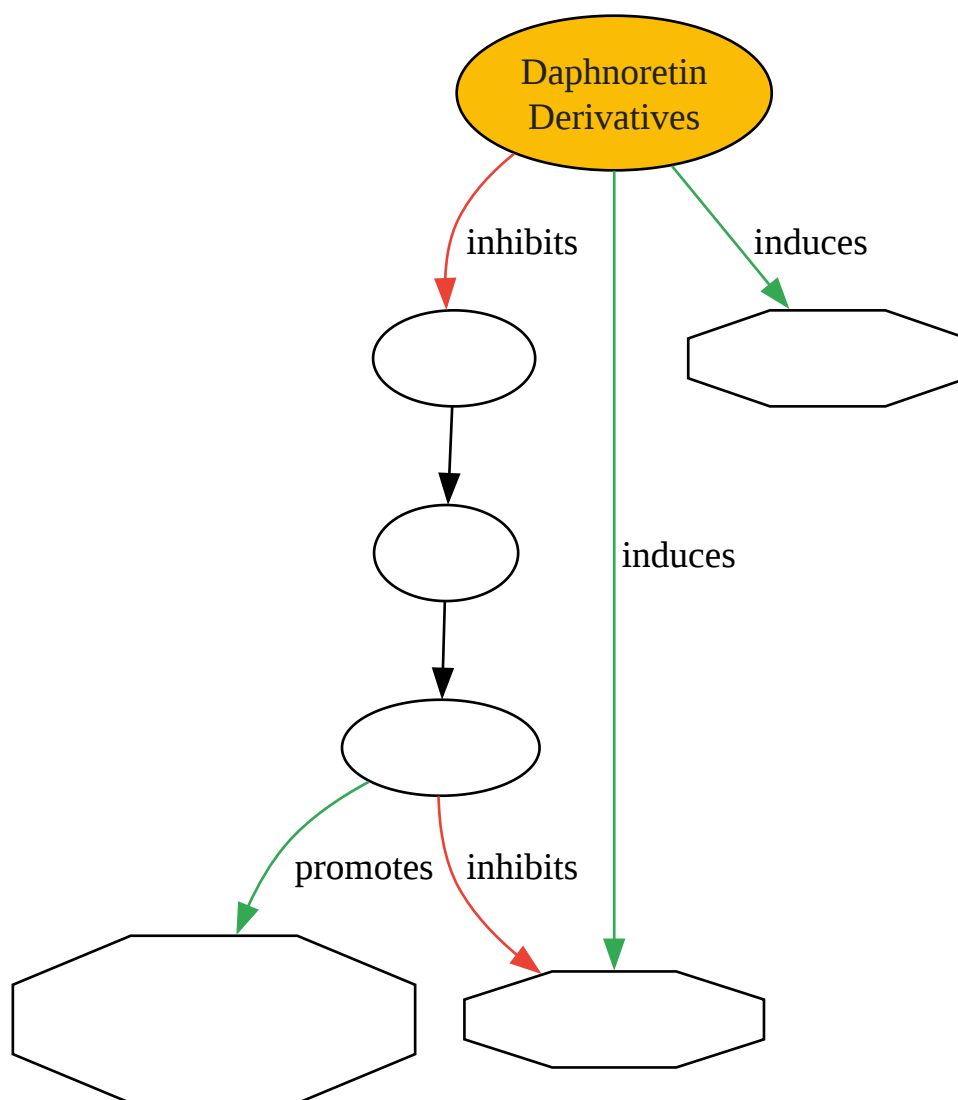 Daphnoretin
Derivatives
inhibits
induces
induces
promotes
inhibits